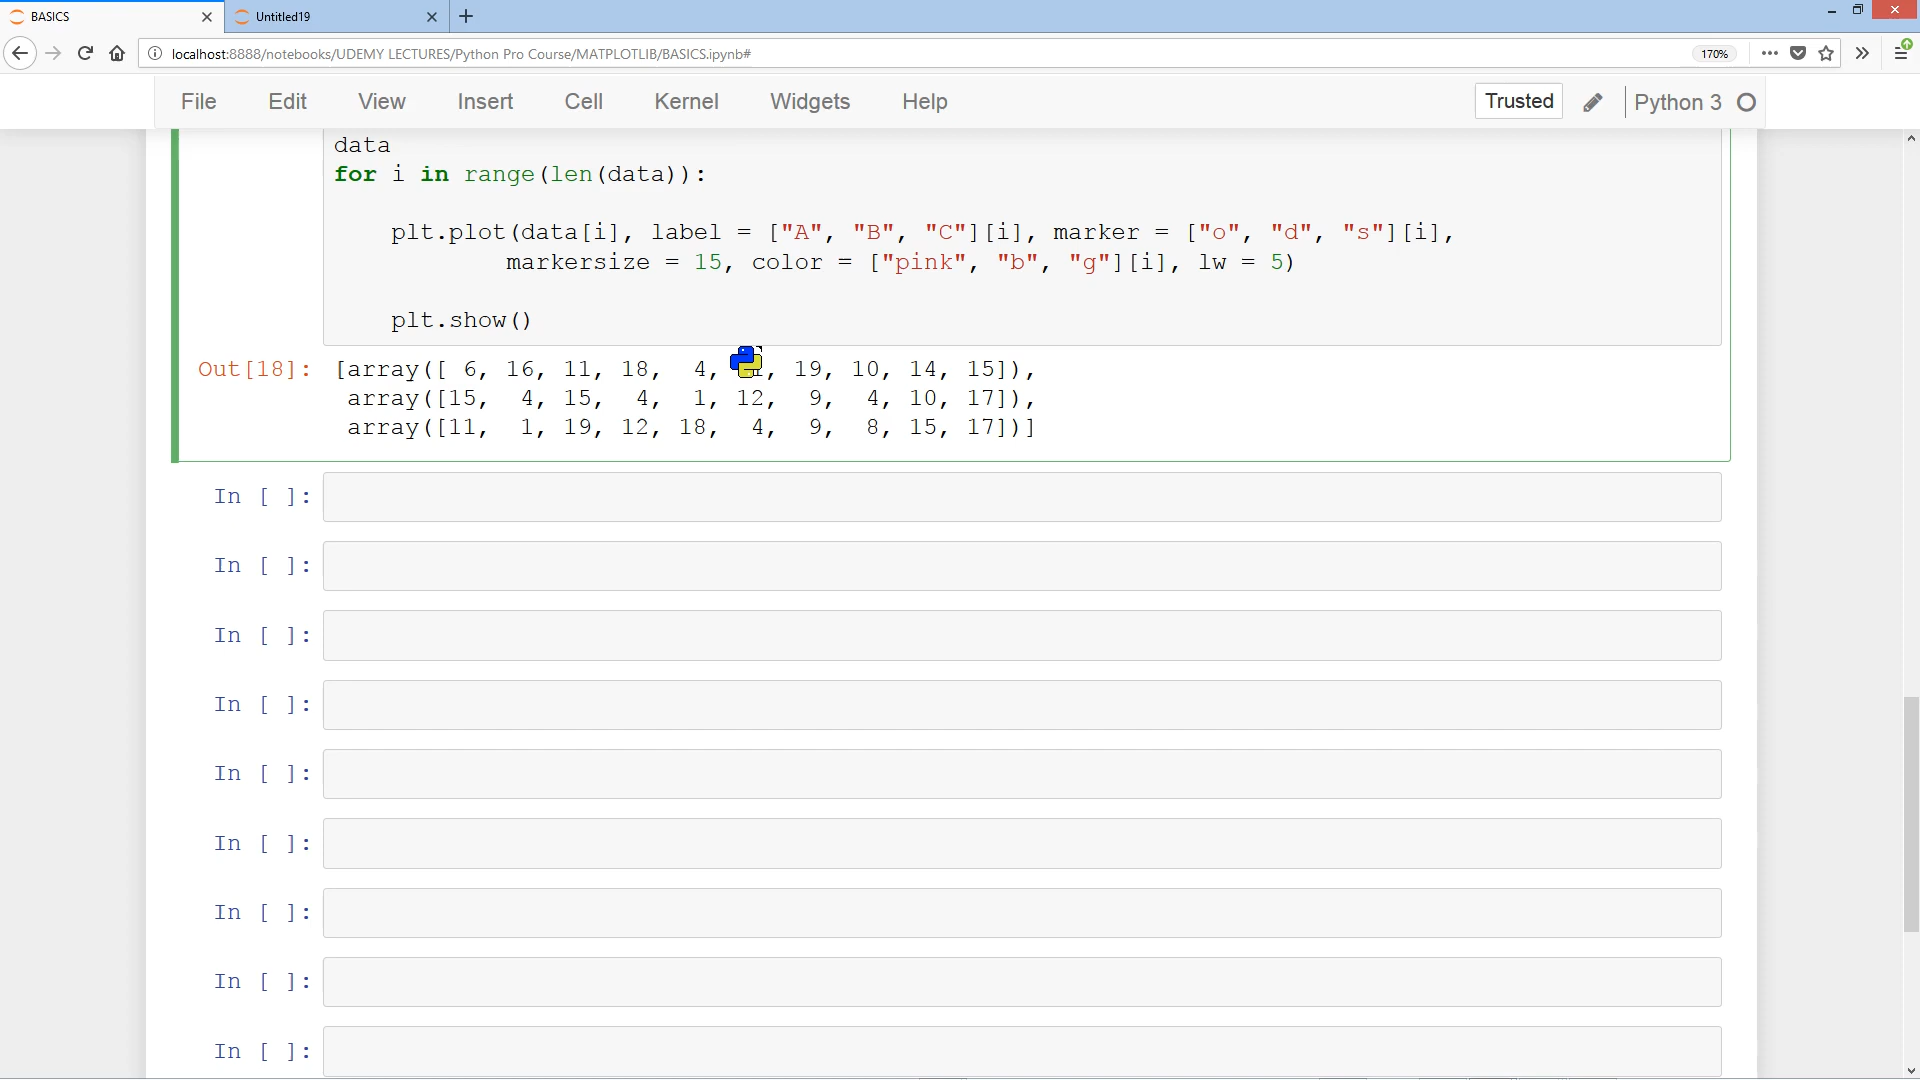 BASICS
Untitled19
localhost:8888/notebooks/UDEMY LECTURES/Python Pro Course/MATPLOTLIB/BASICS.ipynb#
170%
File Edit View Insert Cell Kernel Widgets Help
Trusted
Python 3
data
for i in range(len(data)):
plt.plot(data[i], label = ["A", "B", "C"][i], marker = ["o", "d", "s"][i],
markersize = 15, color = ["pink", "b", "g"][i], lw = 5)
plt.show()
Out[18]: [array([ 6, 16, 11, 18, 4, , 19, 10, 14, 15]),
array([15, 4, 15, 4, 1, 12, 9, 4, 10, 17]),
array([11, 1, 19, 12, 18, 4, 9, 8, 15, 17])]
In [ ]:
In [ ]:
In [ ]:
In [ ]:
In [ ]:
In [ ]:
In [ ]:
In [ ]:
In [ ]: